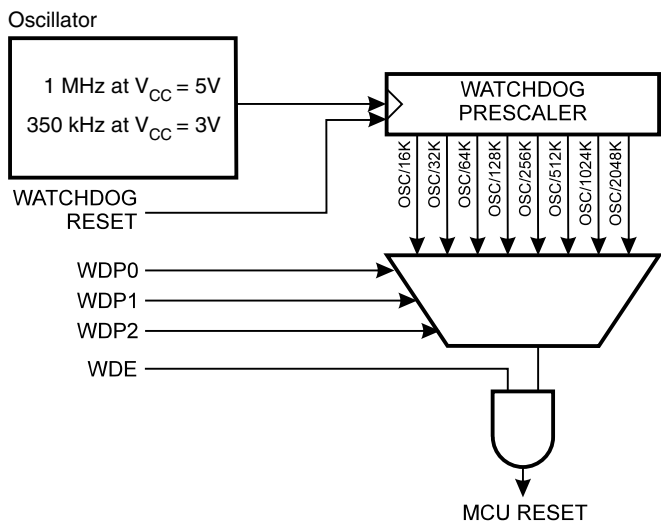 Oscillator
1 MHz at VCC = 5V
350 kHz at VCC = 3V
WATCHDOG
PRESCALER
OSC/16K
OSC/32K
OSC/64K
OSC/128K
OSC/256K
OSC/512K
OSC/1024K
OSC/2048K
WATCHDOG
RESET
WDP0
WDP1
WDP2
WDE
MCU RESET